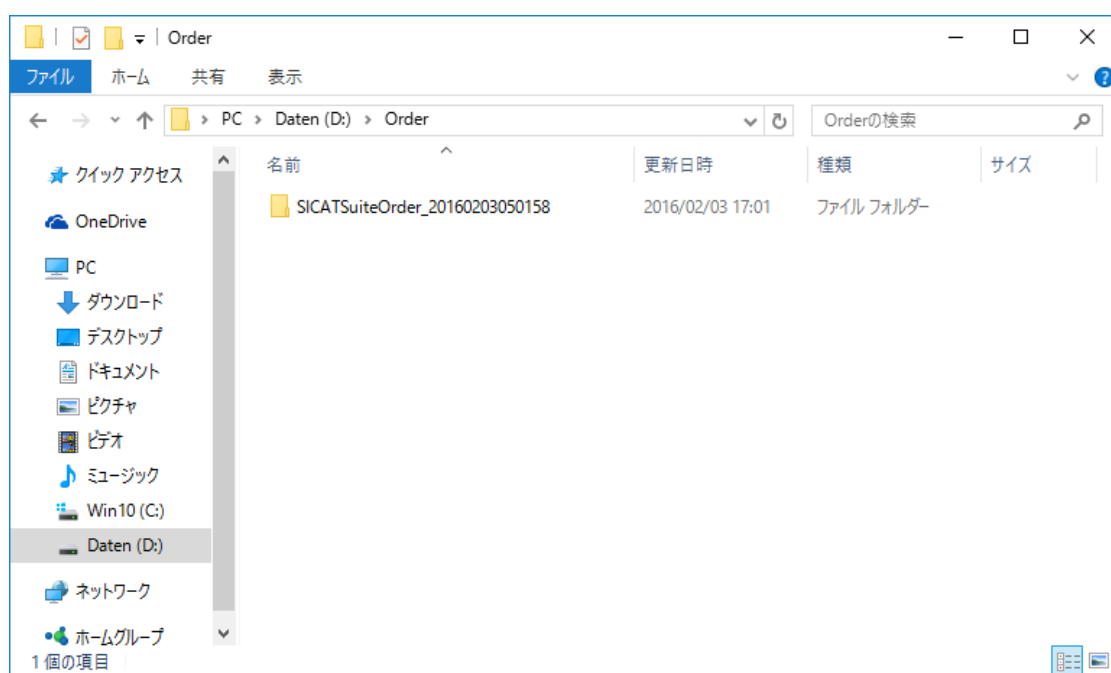 Order
ファイル ホーム 共有 表示
PC > Daten (D:) > Order
Orderの検索
名前 更新日時 種類 サイズ
SICATSuiteOrder_20160203050158 2016/02/03 17:01 ファイル フォルダー
クイック アクセス
OneDrive
PC
ダウンロード
デスクトップ
ドキュメント
ピクチャ
ビデオ
ミュージック
Win10 (C:)
Daten (D:)
ネットワーク
ホームグループ
1 個の項目